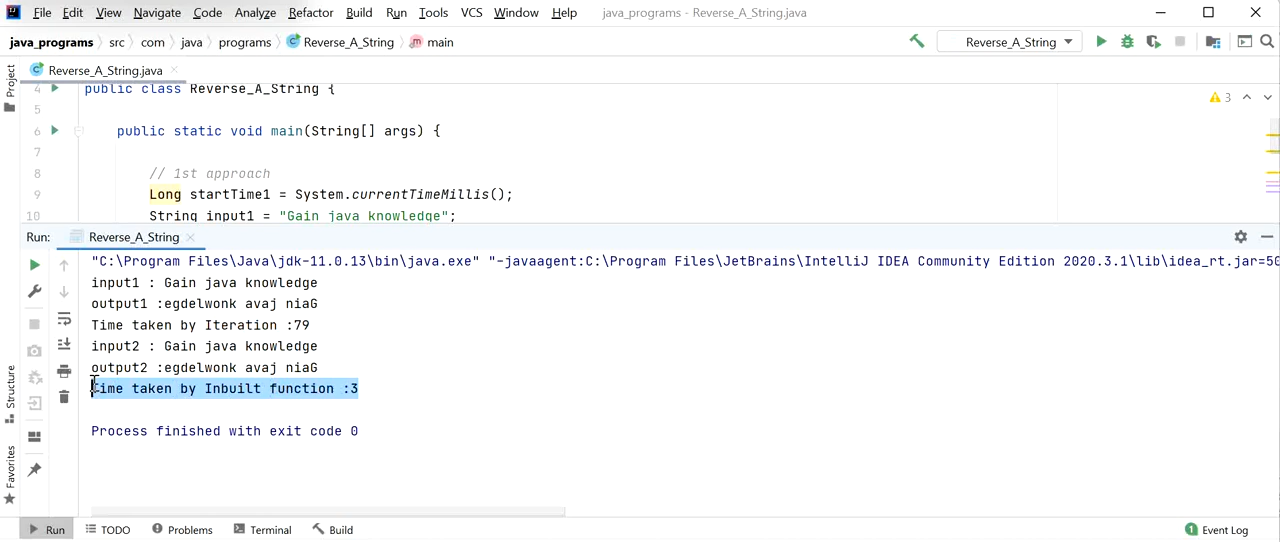 File Edit View Navigate Code Analyze Refactor Build Run Tools VCS Window Help java_programs - Reverse_A_String.java
java_programs src com java programs Reverse_A_String main Reverse_A_String
Project
Reverse_A_String.java
4 public class Reverse_A_String {
3
5
6 public static void main(String[] args) {
7
8 // 1st approach
9 Long startTime1 = System.currentTimeMillis();
10 String input1 = "Gain java knowledge";
Run: Reverse_A_String
"C:\Program Files\Java\jdk-11.0.13\bin\java.exe" "-javaagent:C:\Program Files\JetBrains\IntelliJ IDEA Community Edition 2020.3.1\lib\idea_rt.jar=50
input1 : Gain java knowledge
output1 :egdelwonk avaj niaG
Time taken by Iteration :79
input2 : Gain java knowledge
output2 :egdelwonk avaj niaG
Time taken by Inbuilt function :3
Process finished with exit code 0
Structure
Favorites
Run TODO Problems Terminal Build 1 Event Log